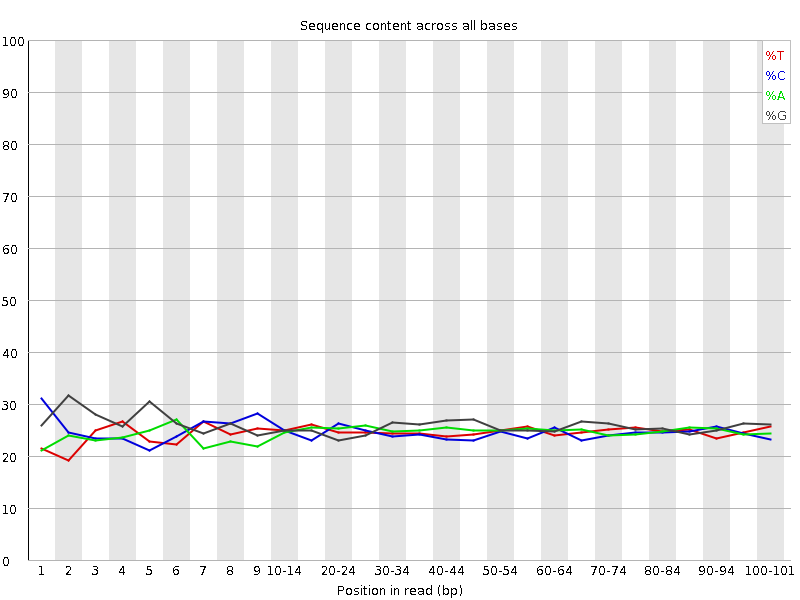 Sequence content across all bases
100
90
80
70
60
50
40
30
20
10
0
%T
%C
%A
%G
1 2 3 4 5 6 7 8 9 10-14 20-24 30-34 40-44 50-54 60-64 70-74 80-84 90-94 100-101
Position in read (bp)